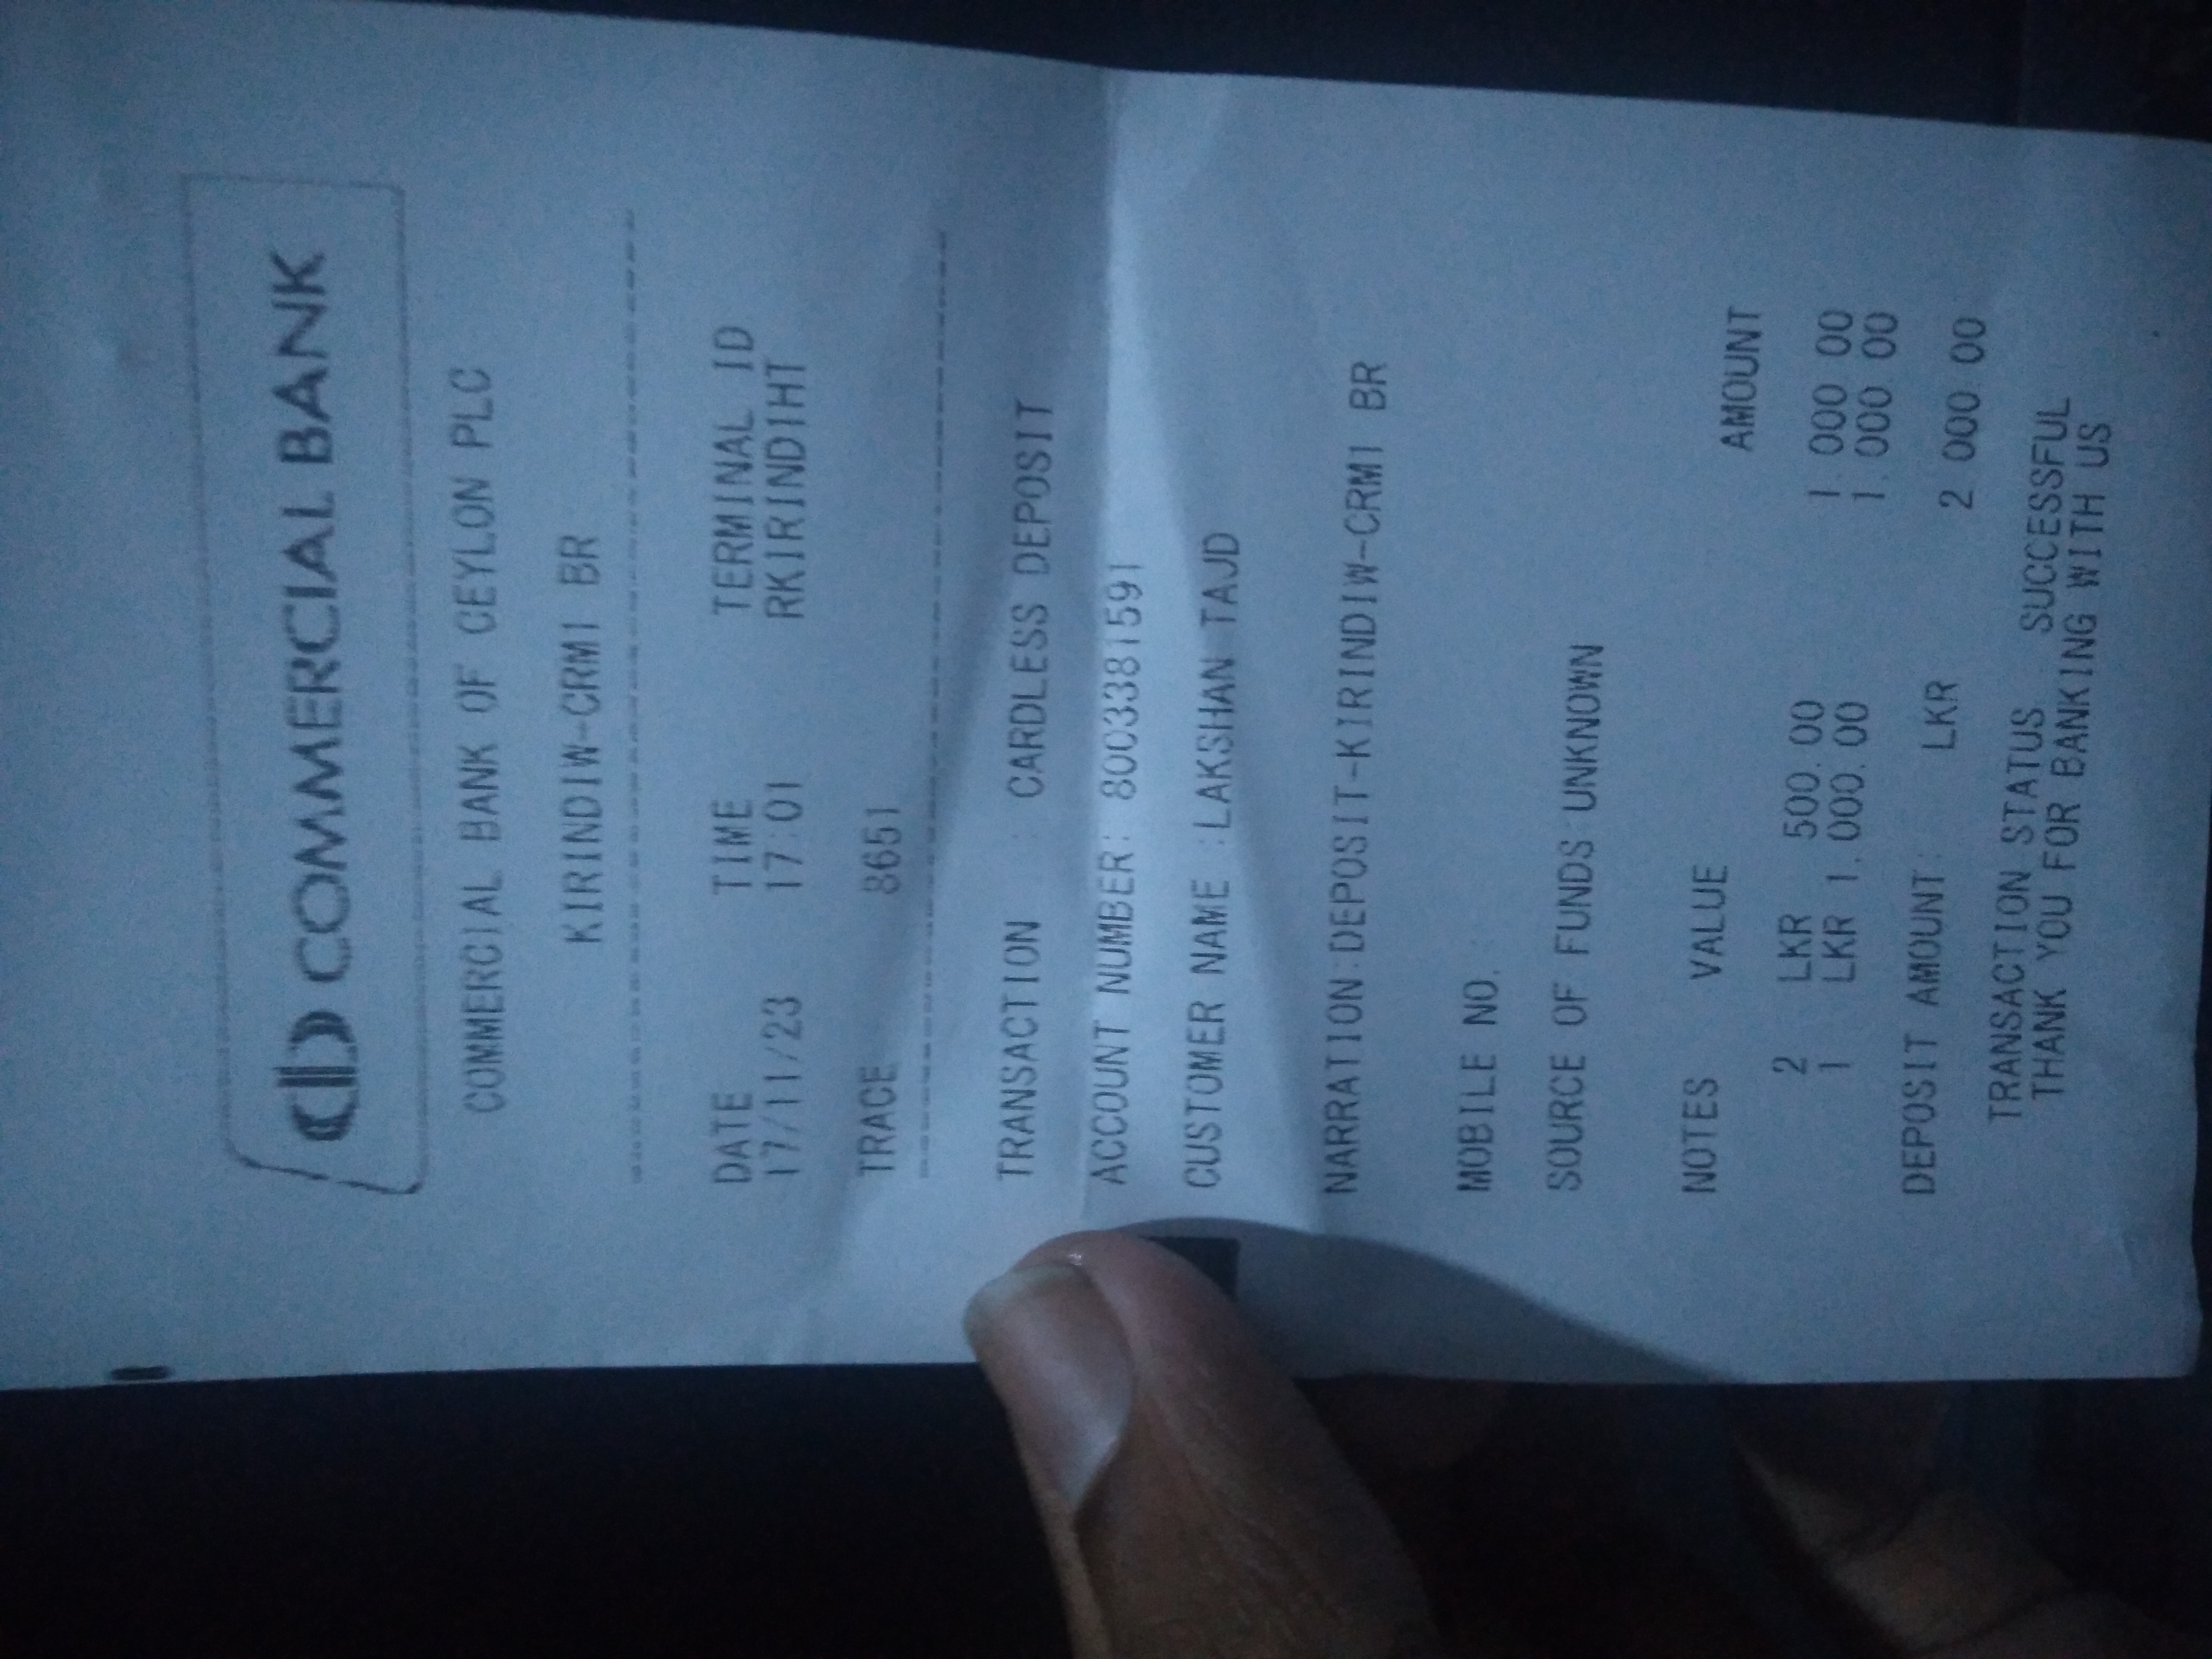 COMMERCIAL BANK
COMMERCIAL BANK OF CEYLON PLC
KIRINDIW-CRM1 BR
DATE TIME TERMINAL ID
17/11/23 17:01 RKIRINDIHT
TRACE 8651
TRANSACTION : CARDLESS DEPOSIT
ACCOUNT NUMBER: 8003381591
CUSTOMER NAME :LAKSHAN TAJD
NARRATION:DEPOSIT-KIRINDIW-CRM1 BR
MOBILE NO.:
SOURCE OF FUNDS:UNKNOWN
NOTES VALUE AMOUNT
2 LKR 500.00 1.000 00
1 LKR 1.000.00 1.000 00
DEPOSIT AMOUNT: LKR 2 000 00
TRANSACTION STATUS : SUCCESSFUL
THANK YOU FOR BANKING WITH US